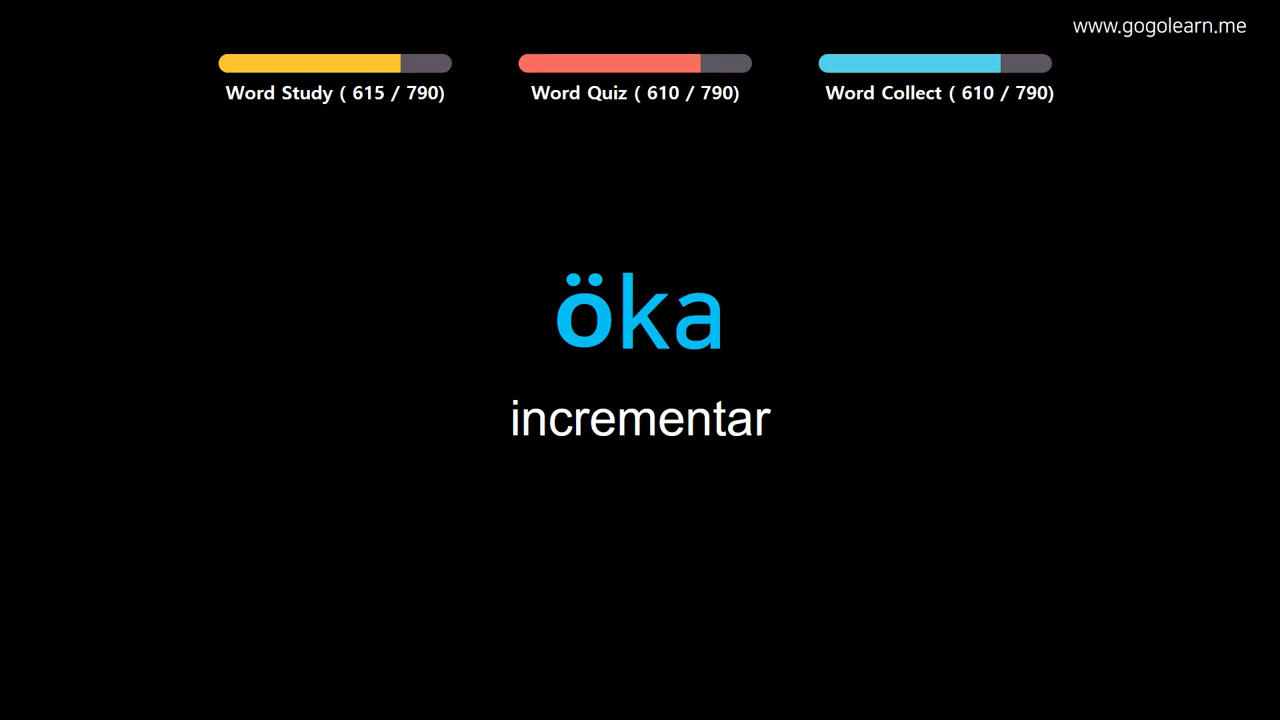 www.gogolearn.me
Word Study ( 615 / 790)
Word Quiz ( 610 / 790)
Word Collect ( 610 / 790)
öka
incrementar